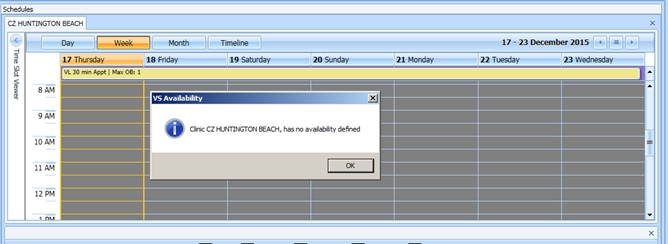 Schedules
CZ HUNTINGTON BEACH
Time Slot Viewer
Day Week Month Timeline 17 - 23 December 2015
17 Thursday 18 Friday 19 Saturday 20 Sunday 21 Monday 22 Tuesday 23 Wednesday
VL 30 min Appt | Max OB: 1
8 AM
VS Availability
9 AM
Clinic CZ HUNTINGTON BEACH, has no availability defined
10 AM
OK
11 AM
12 PM
1 PM